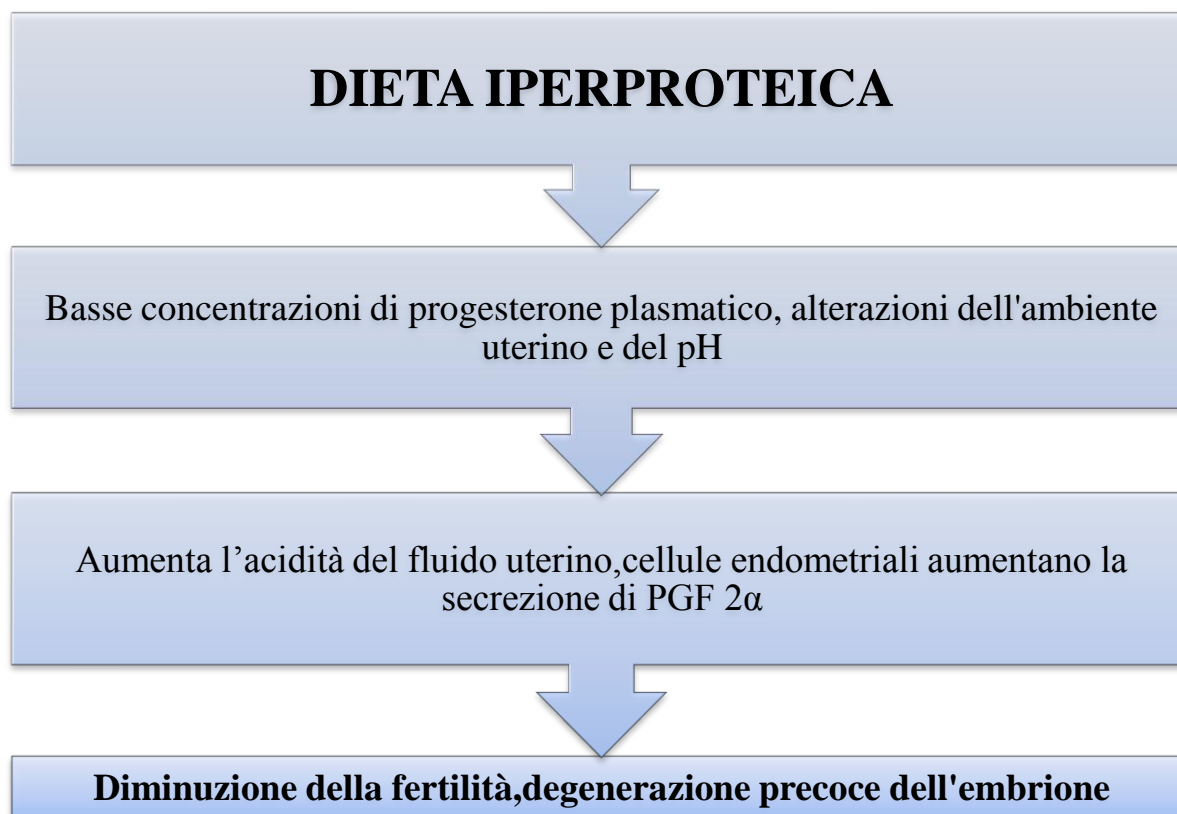 DIETA IPERPROTEICA
Basse concentrazioni di progesterone plasmatico, alterazioni dell'ambiente
uterino e del pH
Aumenta l’acidità del fluido uterino,cellule endometriali aumentano la
secrezione di PGF 2α
Diminuzione della fertilità,degenerazione precoce dell'embrione